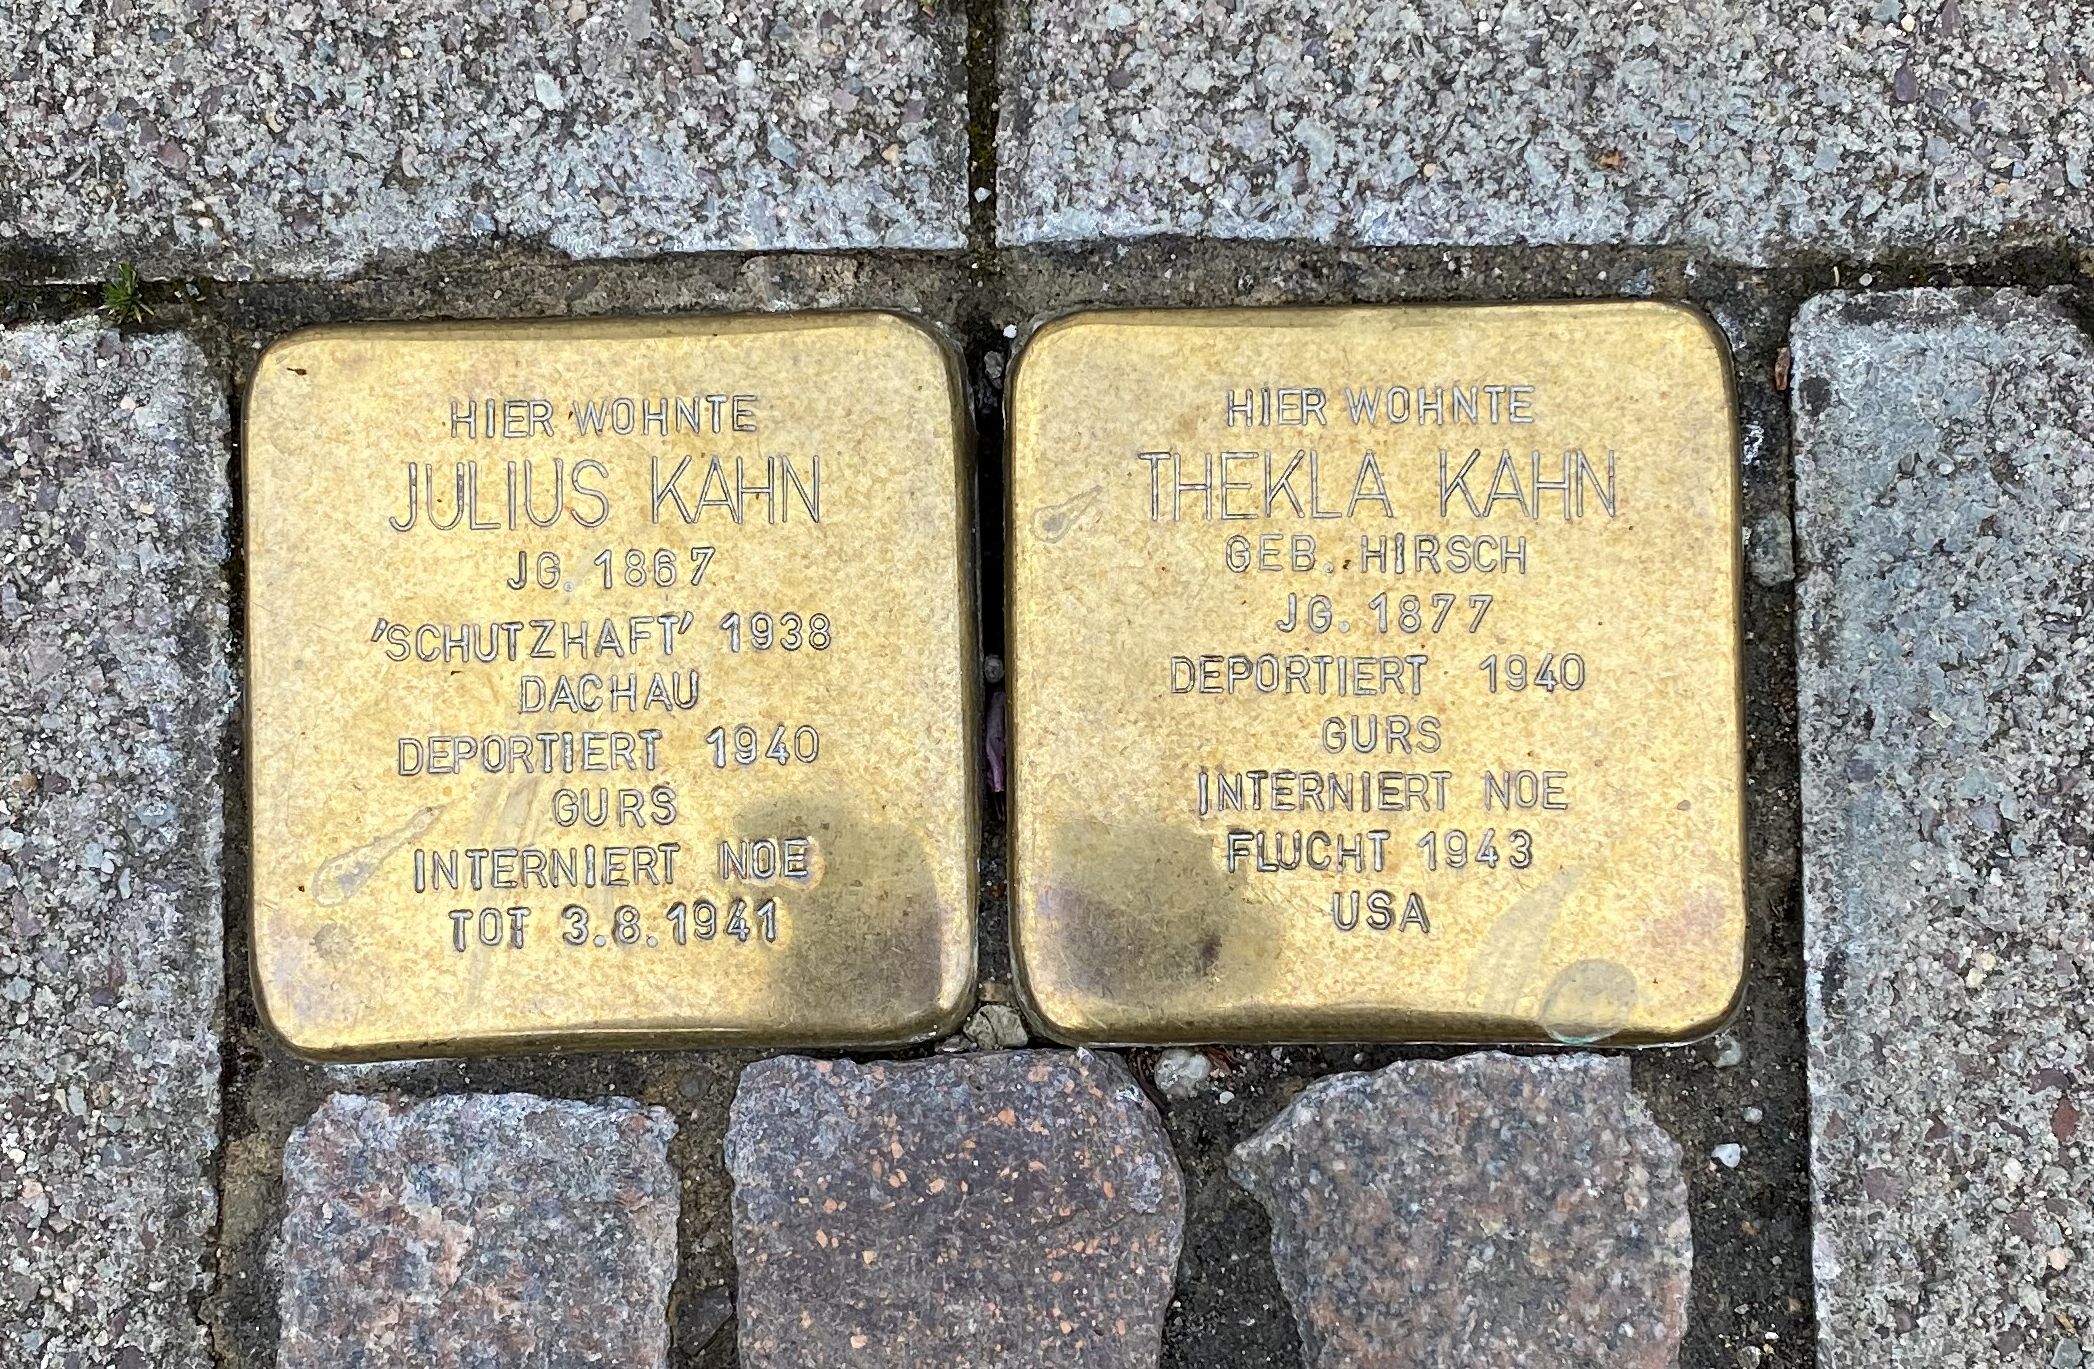 HIER WOHNTE
JULIUS KAHN
JG. 1867
'SCHUTZHAFT' 1938
DACHAU
DEPORTIERT 1940
GURS
INTERNIERT NOE
TOT 3.8.1941
HIER WOHNTE
THEKLA KAHN
GEB. HIRSCH
JG. 1877
DEPORTIERT 1940
GURS
INTERNIERT NOE
FLUCHT 1943
USA